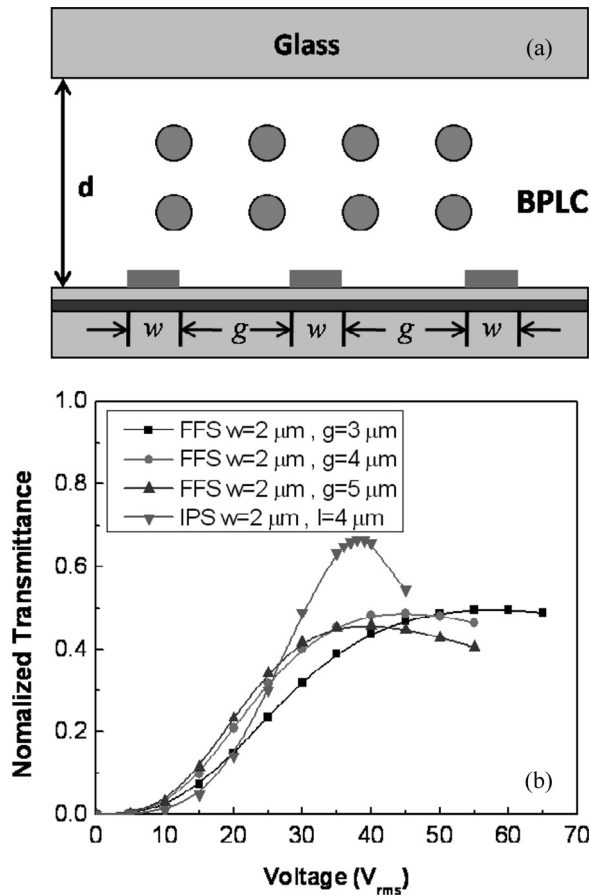 Glass (a)
d
BPLC
w g w g w
Nomalized Transmittance
1.0
0.8
0.6
0.4
0.2
0.0
FFS w=2 μm , g=3 μm
FFS w=2 μm , g=4 μm
FFS w=2 μm , g=5 μm
IPS w=2 μm , l=4 μm
(b)
0 10 20 30 40 50 60 70
Voltage (Vrms)